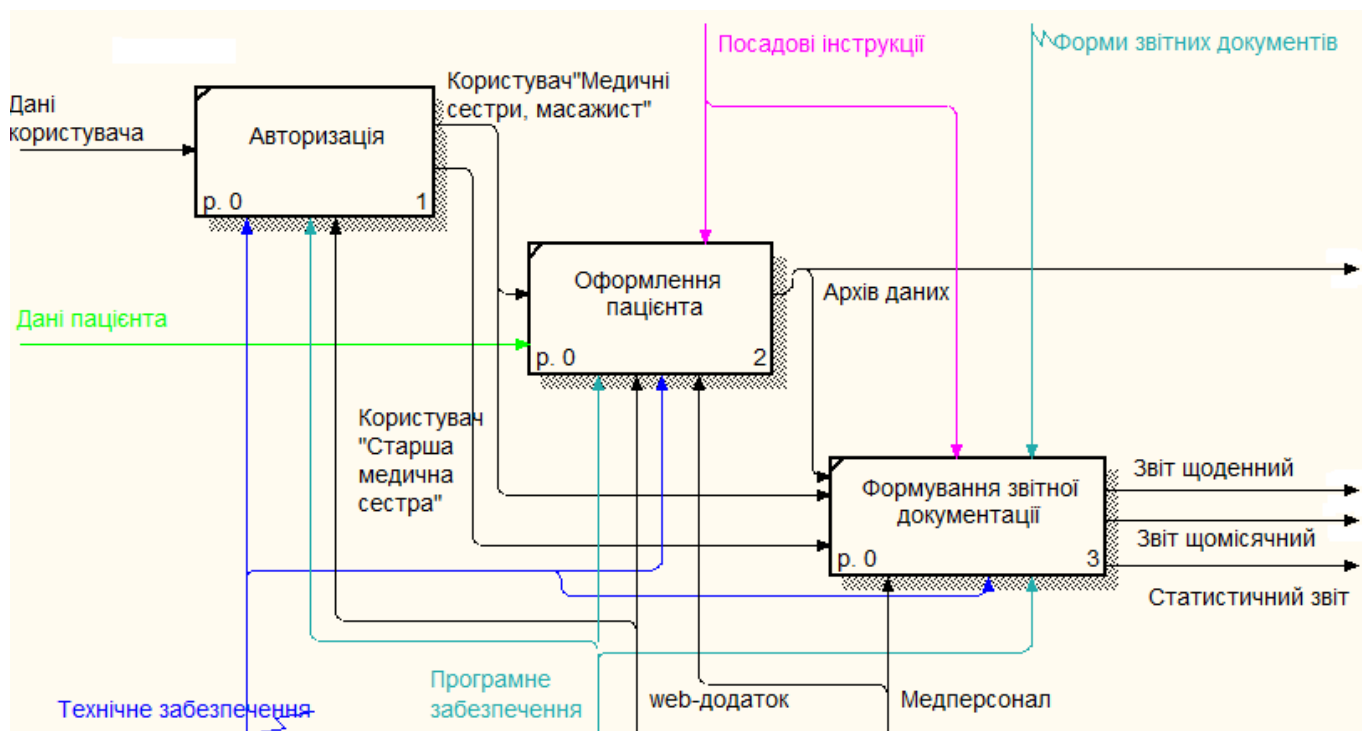 Посадові інструкції
Форми звітних документів
Користувач"Медичні
сестри, масажист"
Дані
користувача
Авторизація
р. 0
1
Оформлення
пацієнта
р. 0
2
Архів даних
Дані пацієнта
Користувач
"Старша
медична
сестра"
Формування звітної
документації
р. 0
3
Звіт щоденний
Звіт щомісячний
Статистичний звіт
Програмне
забезпечення
web-додаток
Медперсонал
Технічне забезпечення